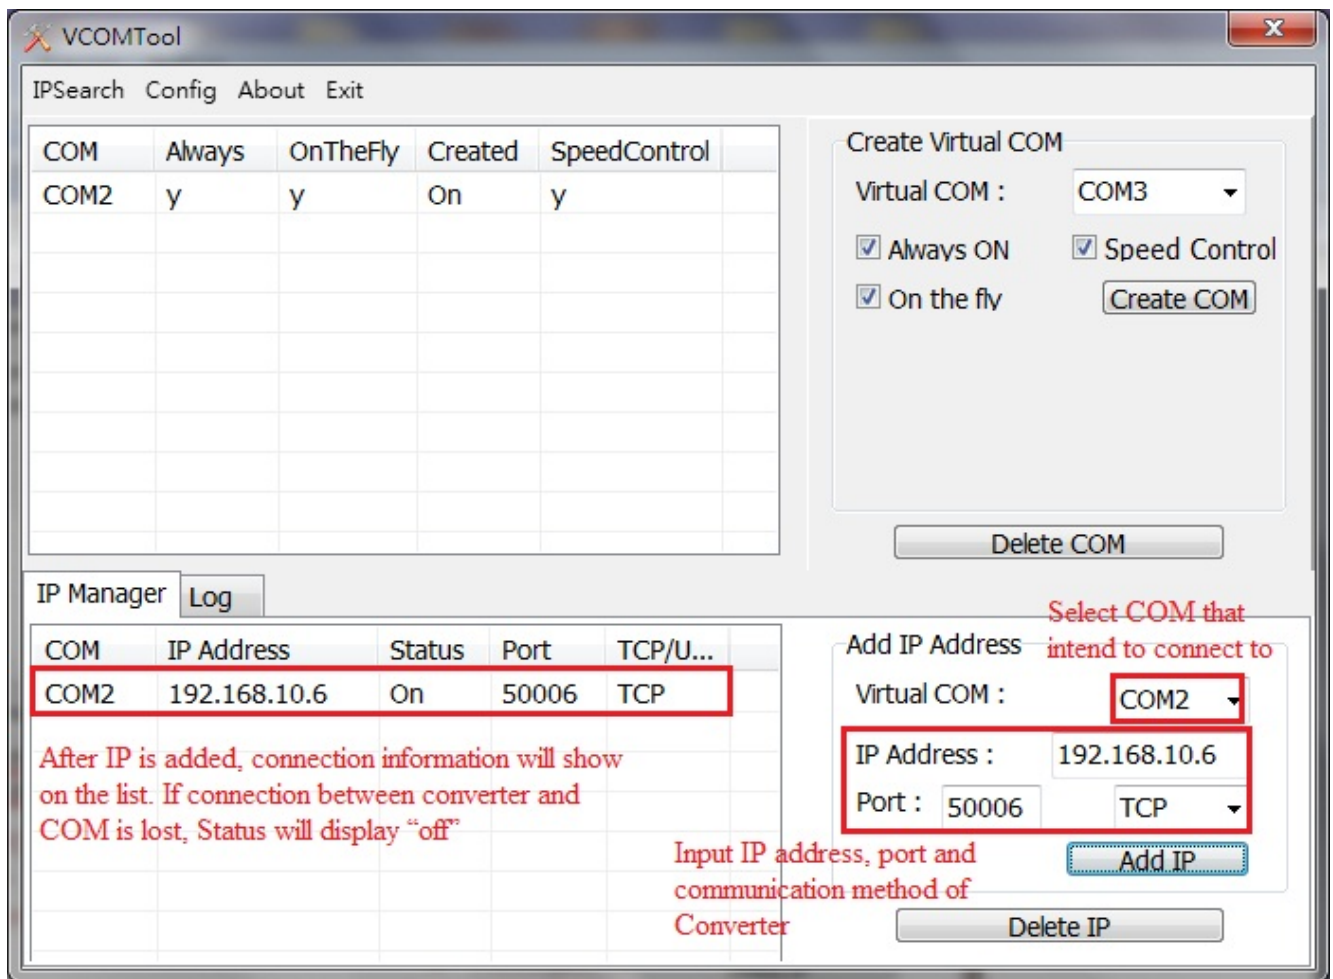 VCOMTool
IPSearch Config About Exit
COM Always OnTheFly Created SpeedControl
COM2 y y On y
Create Virtual COM
Virtual COM : COM3
Always ON Speed Control
On the fly Create COM
Delete COM
IP Manager Log
COM IP Address Status Port TCP/U...
COM2 192.168.10.6 On 50006 TCP
After IP is added, connection information will show
on the list. If connection between converter and
COM is lost, Status will display “off”
Select COM that
intend to connect to
Add IP Address
Virtual COM : COM2
IP Address : 192.168.10.6
Port : 50006 TCP
Add IP
Input IP address, port and
communication method of
Converter
Delete IP